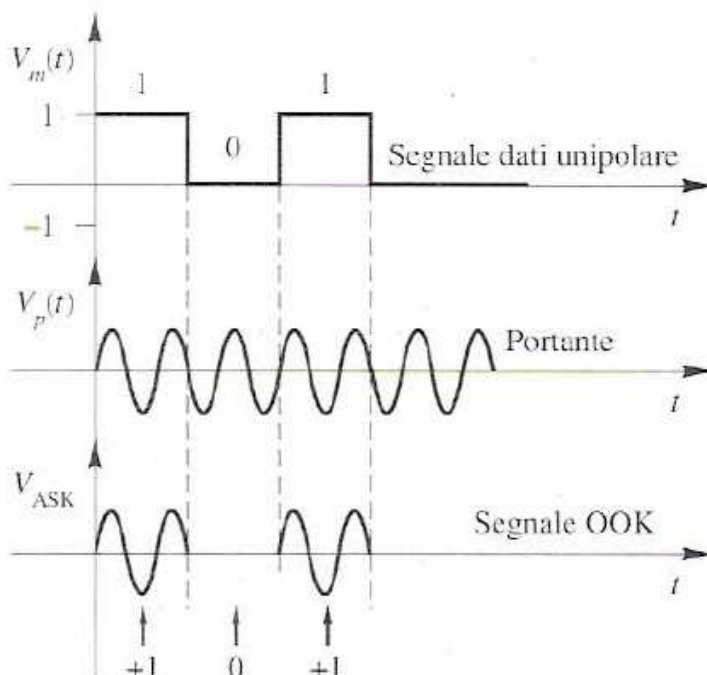 V_m(t)
1 1
1
0
Segnale dati unipolare
t
−1
V_p(t)
Portante
t
V_ASK
Segnale OOK
t
+1 0 +1